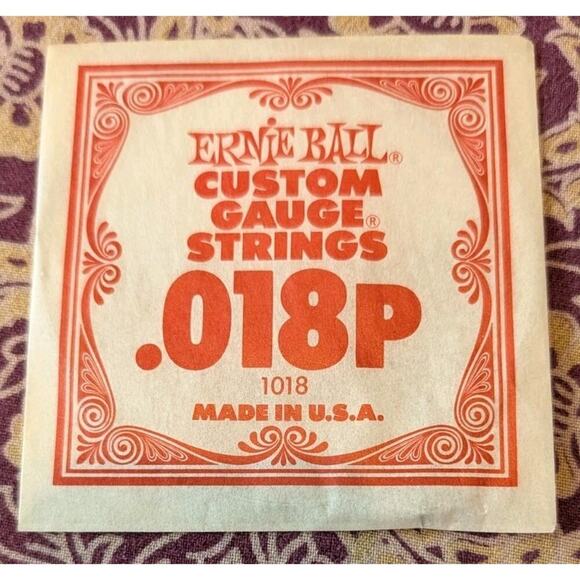 ERNiE BALL®
CUSTOM
GAUGE®
STRINGS
.018P
1018
MADE IN U.S.A.